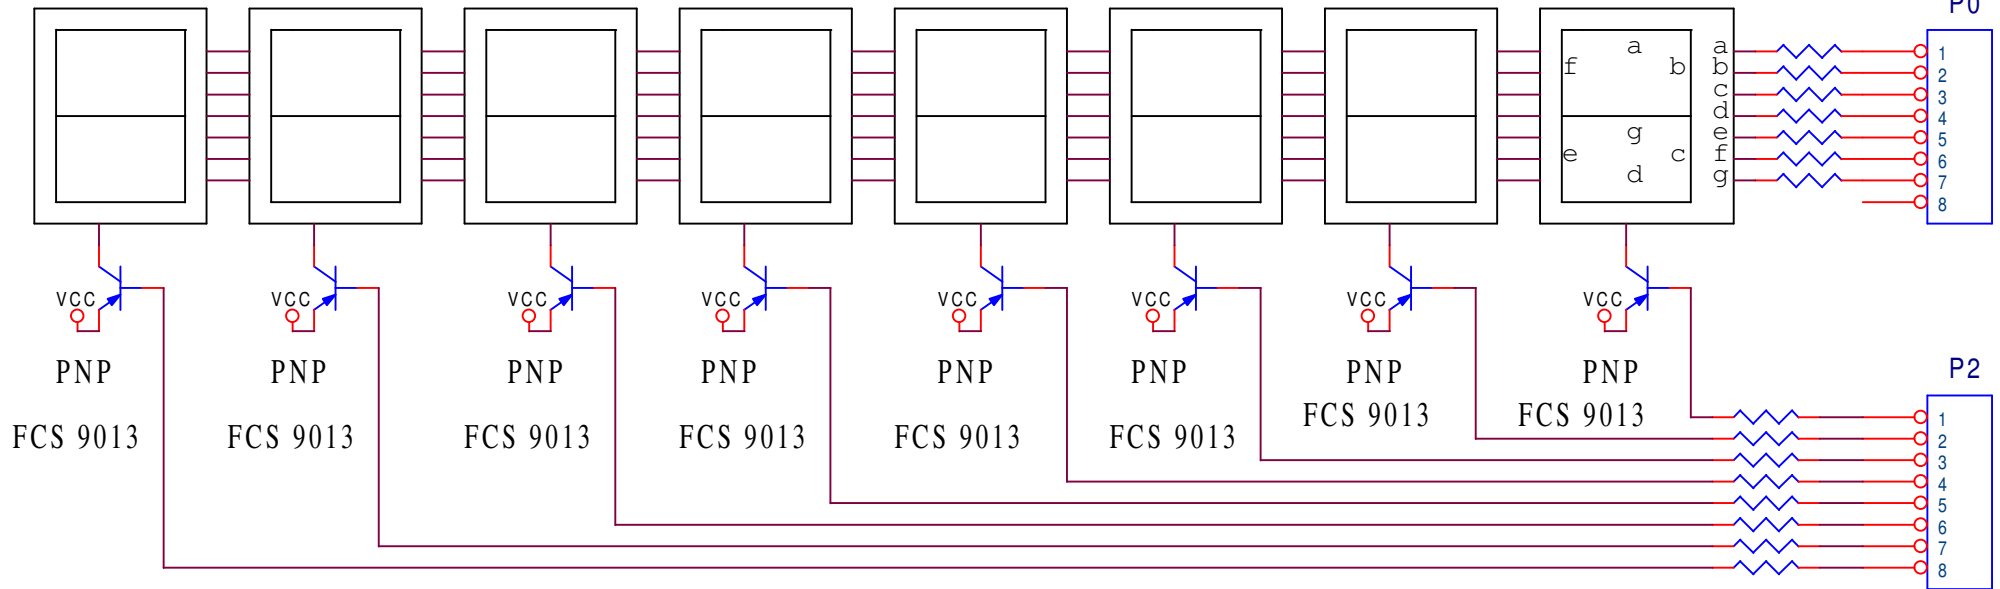 P0
a
f b
g
e c
d
a
b
c
d
e
f
g
1
2
3
4
5
6
7
8
VCC VCC VCC VCC VCC VCC VCC VCC
PNP PNP PNP PNP PNP PNP PNP PNP
FCS 9013 FCS 9013 FCS 9013 FCS 9013 FCS 9013 FCS 9013 FCS 9013 FCS 9013
P2
1
2
3
4
5
6
7
8